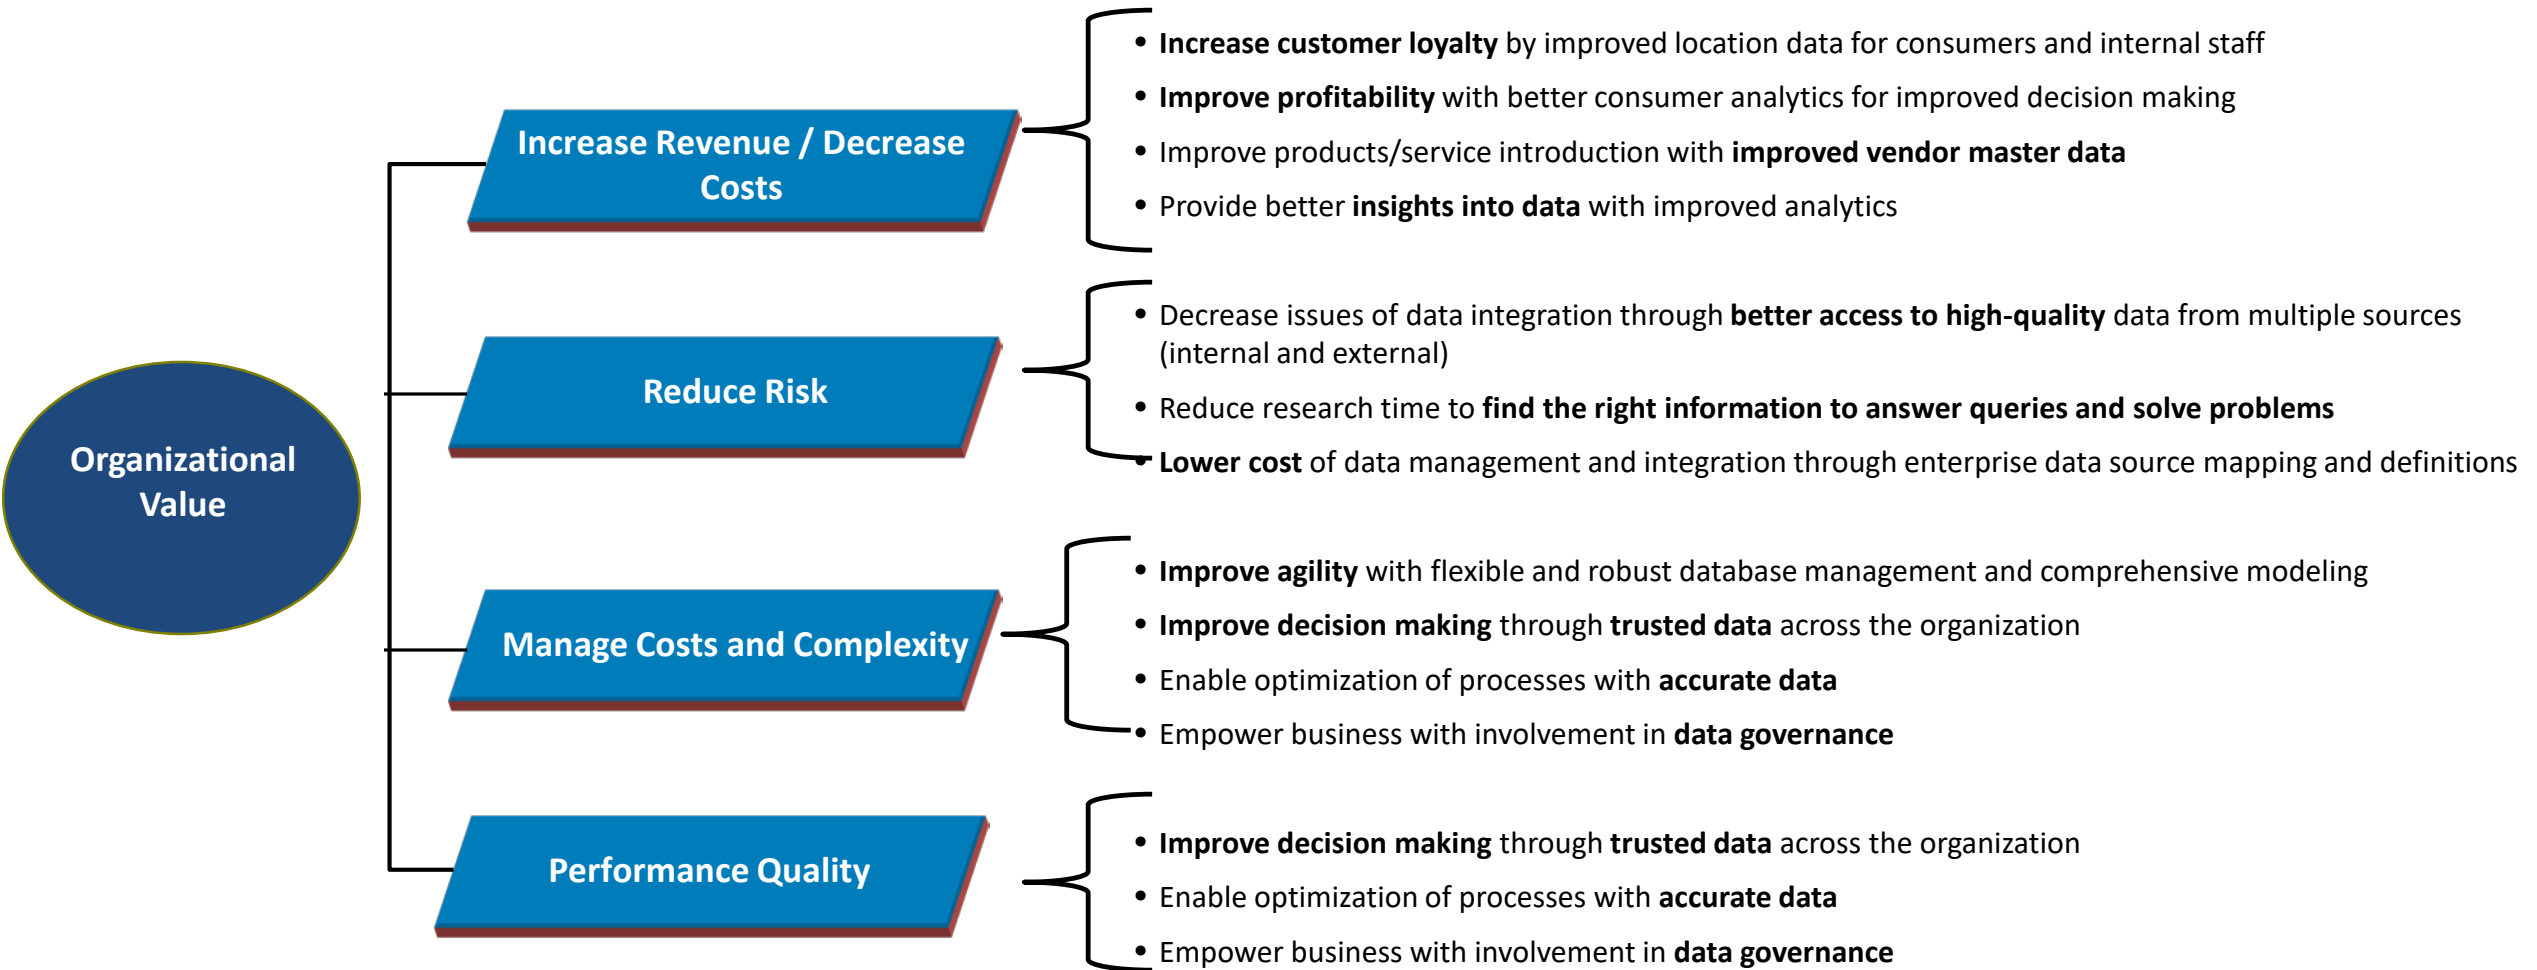 Organizational
Value
Increase Revenue / Decrease
Costs
• Increase customer loyalty by improved location data for consumers and internal staff
• Improve profitability with better consumer analytics for improved decision making
• Improve products/service introduction with improved vendor master data
• Provide better insights into data with improved analytics
Reduce Risk
• Decrease issues of data integration through better access to high-quality data from multiple sources
(internal and external)
• Reduce research time to find the right information to answer queries and solve problems
• Lower cost of data management and integration through enterprise data source mapping and definitions
Manage Costs and Complexity
• Improve agility with flexible and robust database management and comprehensive modeling
• Improve decision making through trusted data across the organization
• Enable optimization of processes with accurate data
• Empower business with involvement in data governance
Performance Quality
• Improve decision making through trusted data across the organization
• Enable optimization of processes with accurate data
• Empower business with involvement in data governance